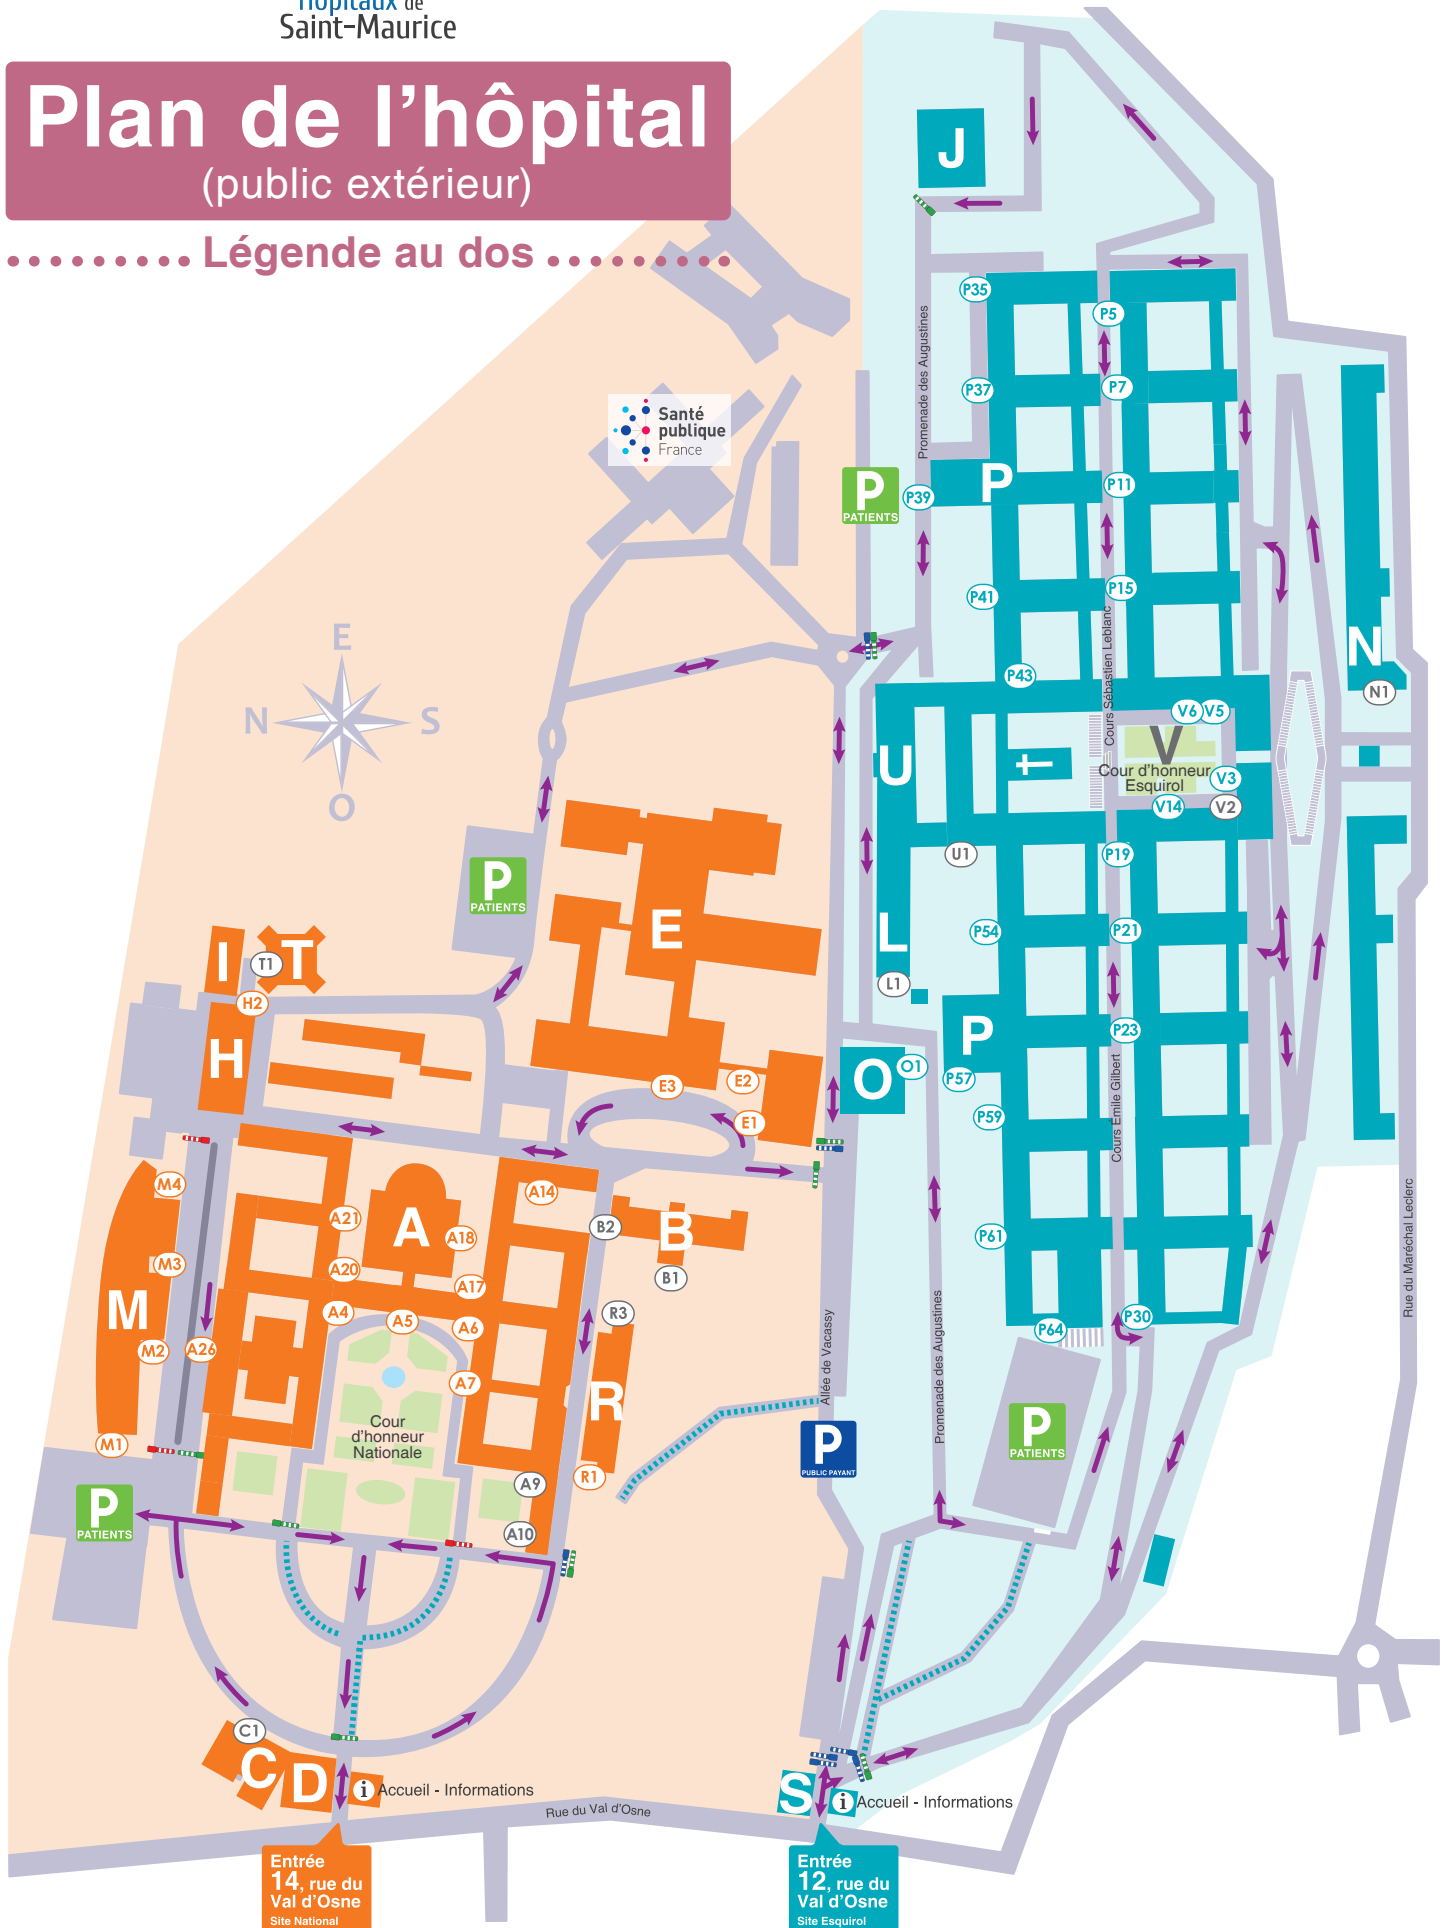 Hôpitaux de
Saint-Maurice
Plan de l'hôpital
(public extérieur)
Légende au dos
J
P35
P5
Promenade des Augustines
P37
P7
Santé
publique
France
P
PATIENTS
P39
P
P11
P41
P15
Cours Sébastien Leblanc
N
N1
E
N
S
O
P43
V6
V5
V
Cour d'honneur
Esquirol
V3
V14
V2
U
U1
P19
P
PATIENTS
E
L
L1
P54
P21
I
T
T1
H2
H
P
P23
O
O1
P57
E3
E2
E1
P59
Cours Emile Gilbert
M4
A21
A
A18
A14
B2
B
B1
P61
Rue du Maréchal Leclerc
M3
A20
A17
M
A4
A5
A6
R3
P64
P30
M2
A26
A7
R
Allée de Vacassy
Promenade des Augustines
Cour
d'honneur
Nationale
M1
A9
R1
P
PUBLIC PAYANT
P
PATIENTS
P
PATIENTS
A10
C1
C
D
i Accueil - Informations
S
i Accueil - Informations
Rue du Val d'Osne
Entrée
14, rue du
Val d'Osne
Site National
Entrée
12, rue du
Val d'Osne
Site Esquirol